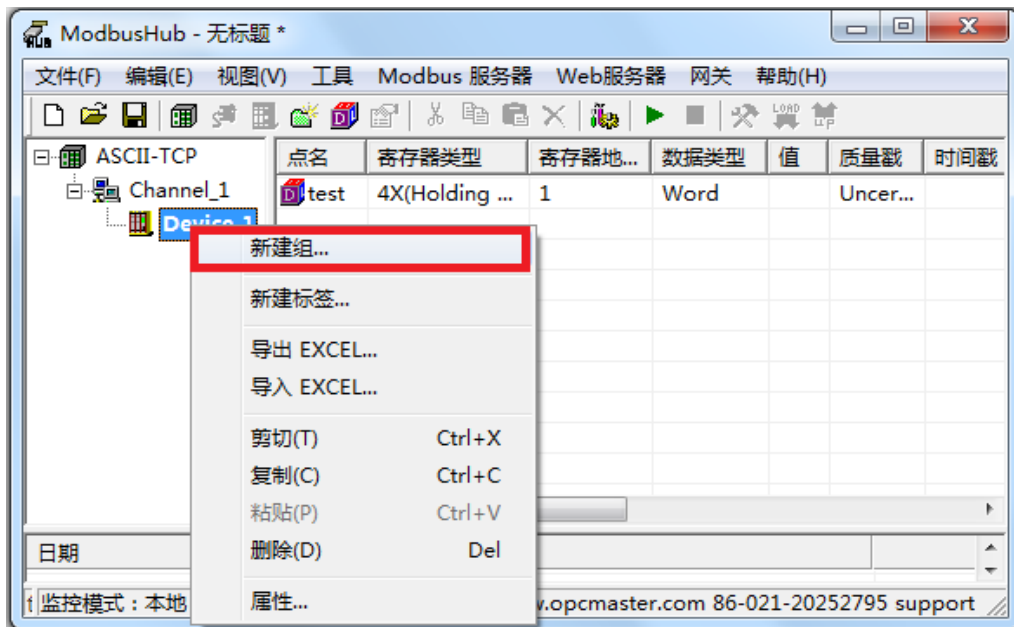 ModbusHub - 无标题 *
文件(F) 编辑(E) 视图(V) 工具 Modbus 服务器 Web服务器 网关 帮助(H)
ASCII-TCP
Channel_1
Device_1
点名 寄存器类型 寄存器地... 数据类型 值 质量戳 时间戳
test 4X(Holding ... 1 Word Uncer...
新建组...
新建标签...
导出 EXCEL...
导入 EXCEL...
剪切(T) Ctrl+X
复制(C) Ctrl+C
粘贴(P) Ctrl+V
删除(D) Del
属性...
日期
监控模式：本地
.opcmaster.com 86-021-20252795 support